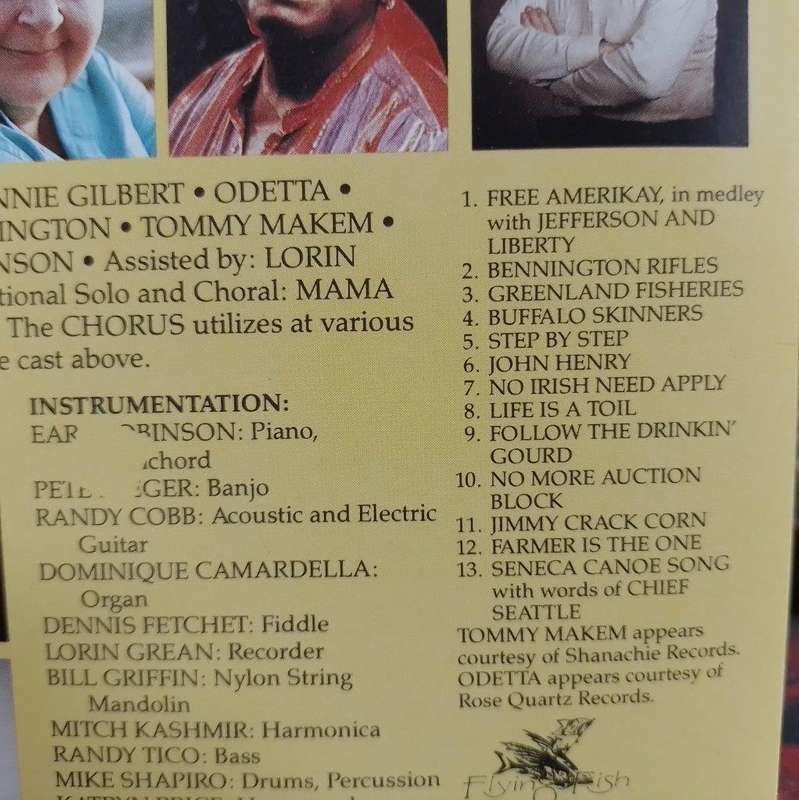 NNIE GILBERT • ODETTA •
INGTON • TOMMY MAKEM •
NSON • Assisted by: LORIN
tional Solo and Choral: MAMA
The CHORUS utilizes at various
e cast above.
INSTRUMENTATION:
EAR BINSON: Piano,
chord
PETE GER: Banjo
RANDY COBB: Acoustic and Electric
Guitar
DOMINIQUE CAMARDELLA:
Organ
DENNIS FETCHET: Fiddle
LORIN GREAN: Recorder
BILL GRIFFIN: Nylon String
Mandolin
MITCH KASHMIR: Harmonica
RANDY TICO: Bass
MIKE SHAPIRO: Drums, Percussion
1. FREE AMERIKAY, in medley
with JEFFERSON AND
LIBERTY
2. BENNINGTON RIFLES
3. GREENLAND FISHERIES
4. BUFFALO SKINNERS
5. STEP BY STEP
6. JOHN HENRY
7. NO IRISH NEED APPLY
8. LIFE IS A TOIL
9. FOLLOW THE DRINKIN'
GOURD
10. NO MORE AUCTION
BLOCK
11. JIMMY CRACK CORN
12. FARMER IS THE ONE
13. SENECA CANOE SONG
with words of CHIEF
SEATTLE
TOMMY MAKEM appears
courtesy of Shanachie Records.
ODETTA appears courtesy of
Rose Quartz Records.
Flying Fish